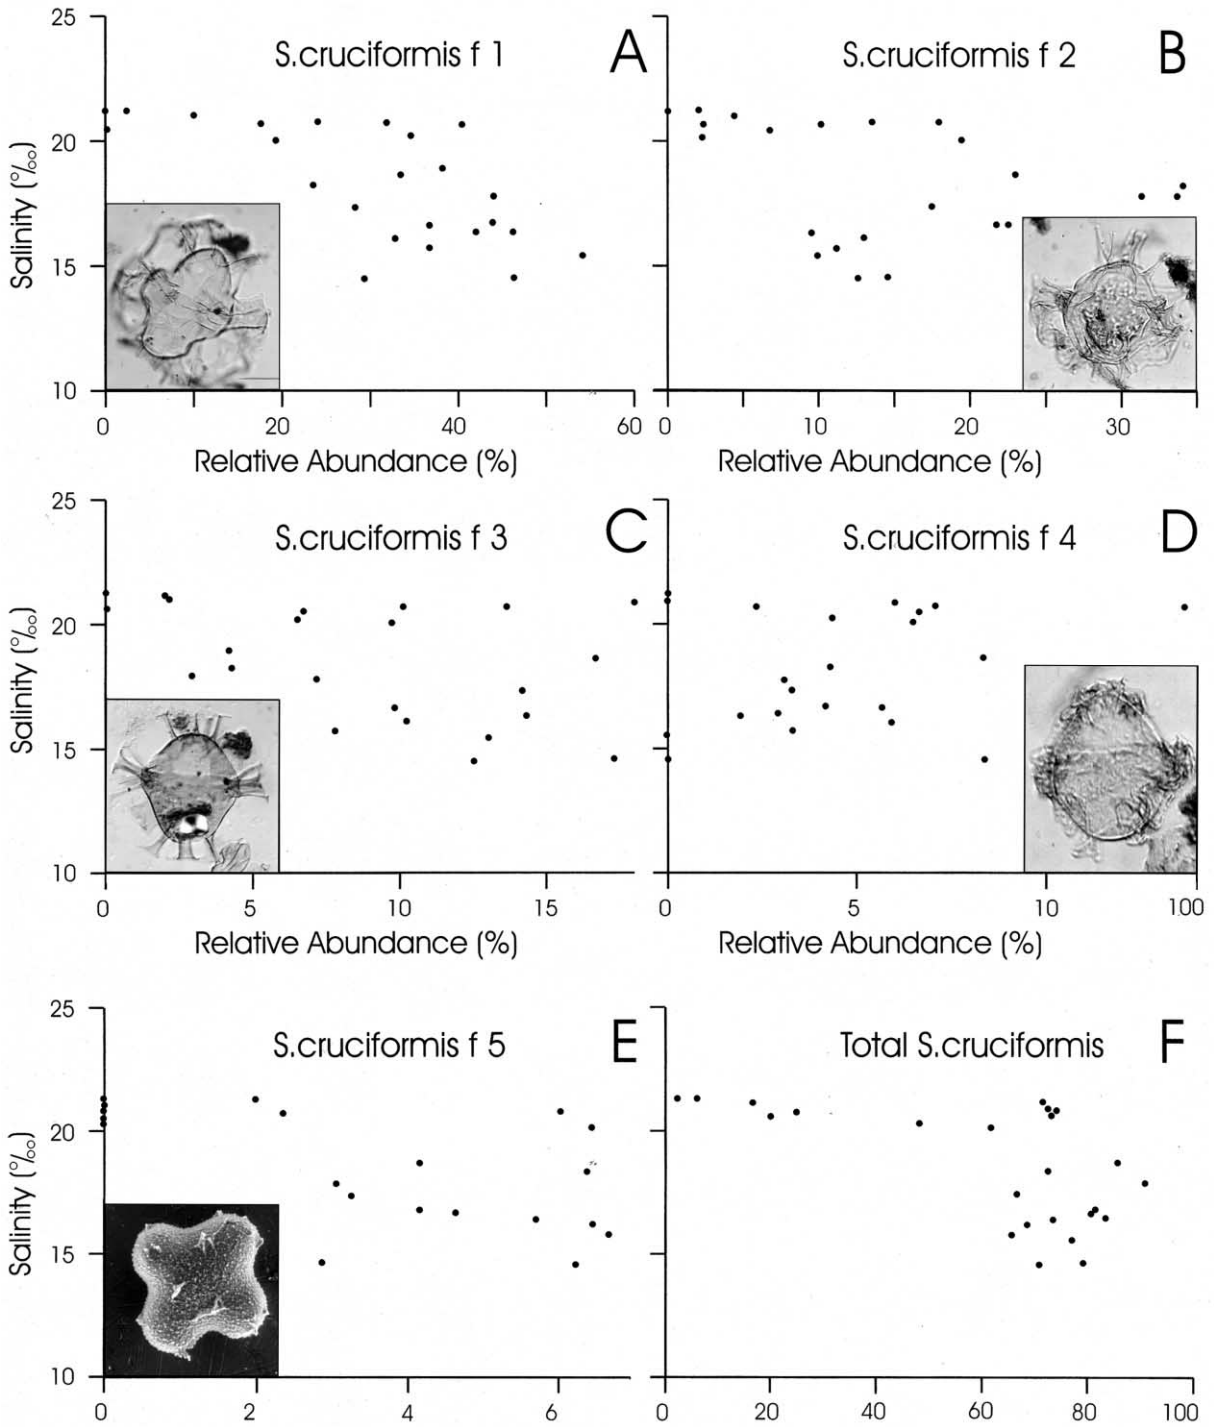 25
S.cruciformis f 1
A
S.cruciformis f 2
B
20
Salinity (°‰)
15
10
0
20
40
60
0
10
20
30
Relative Abundance (%)
Relative Abundance (%)
25
S.cruciformis f 3
C
S.cruciformis f 4
D
20
Salinity (°‰)
15
10
0
5
10
15
0
5
10
100
Relative Abundance (%)
Relative Abundance (%)
25
S.cruciformis f 5
E
Total S.cruciformis
F
20
Salinity (°‰)
15
10
0
2
4
6
0
20
40
60
80
100